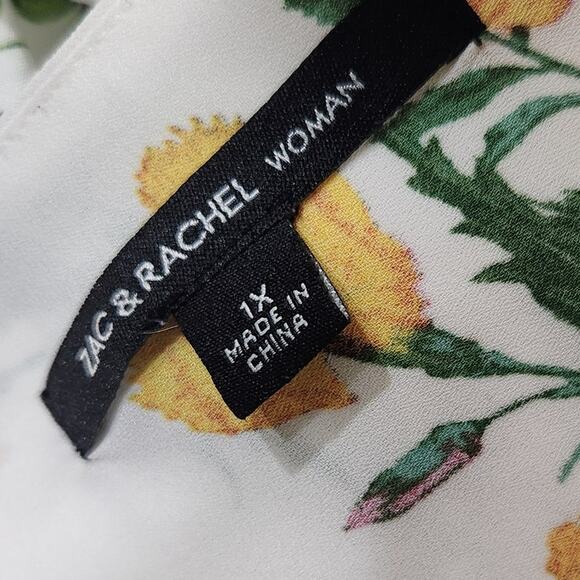 ZAC & RACHEL WOMAN
1X
MADE IN
CHINA